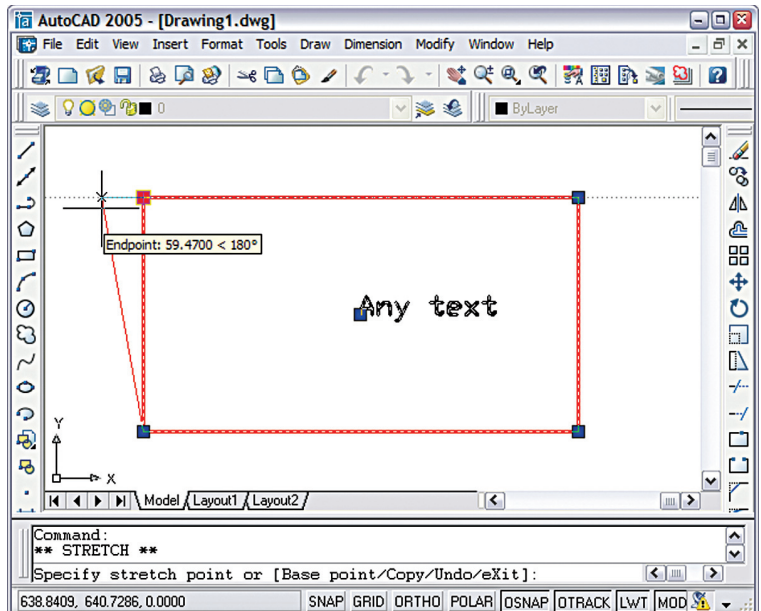 AutoCAD 2005 - [Drawing1.dwg]
File Edit View Insert Format Tools Draw Dimension Modify Window Help
0 ByLayer
Endpoint: 59.4700 < 180°
Any text
Y
X
Model Layout1 Layout2
Command:
** STRETCH **
Specify stretch point or [Base point/Copy/Undo/eXit]:
638.8409, 640.7286, 0.0000 SNAP GRID ORTHO POLAR OSNAP OTRACK LWT MOD